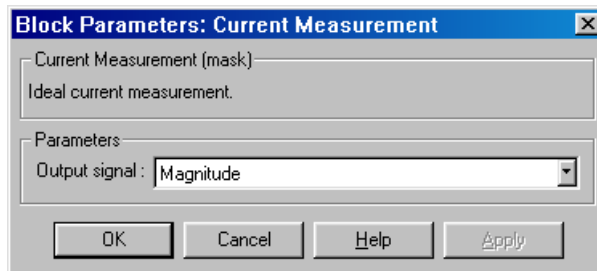 Block Parameters: Current Measurement
Current Measurement (mask)
Ideal current measurement.
Parameters
Output signal : Magnitude
OK Cancel Help Apply